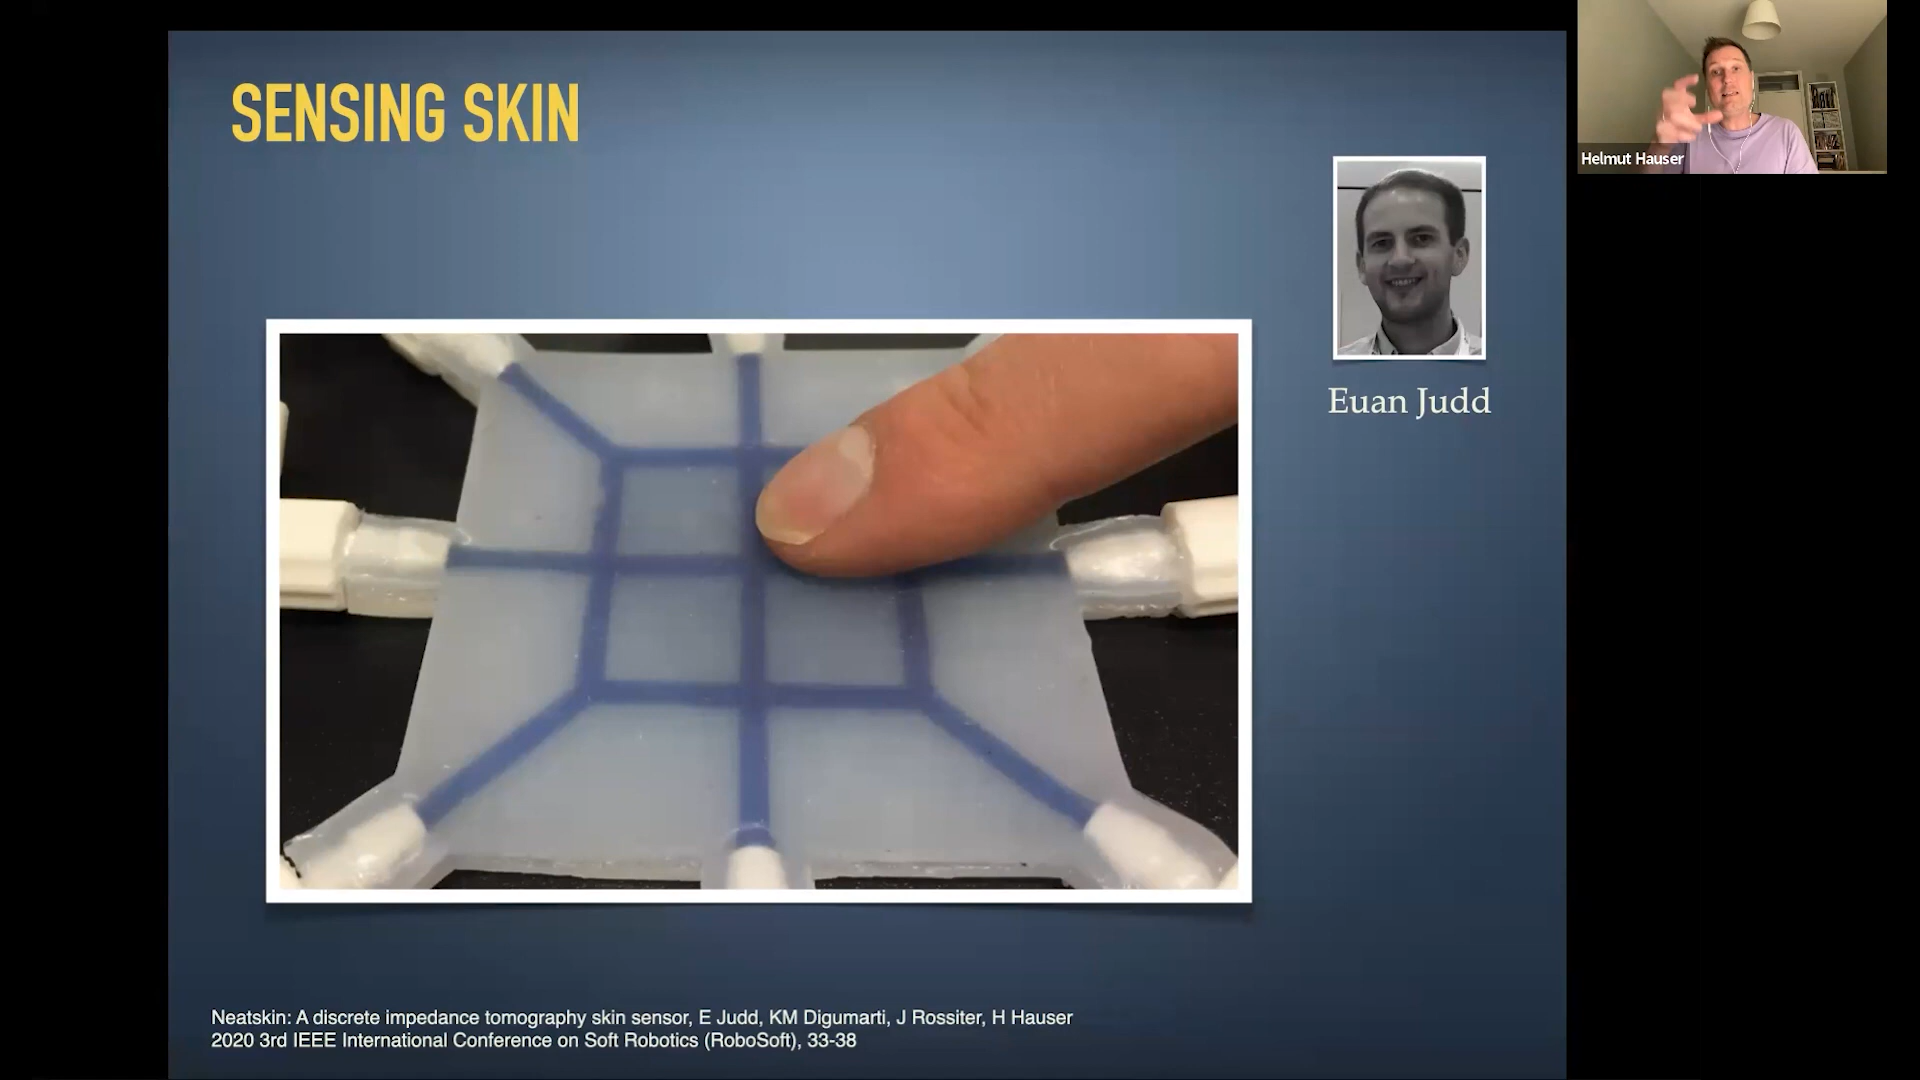 SENSING SKIN
Helmut Hauser
Euan Judd
Neatskin: A discrete impedance tomography skin sensor, E Judd, KM Digumarti, J Rossiter, H Hauser
2020 3rd IEEE International Conference on Soft Robotics (RoboSoft), 33-38